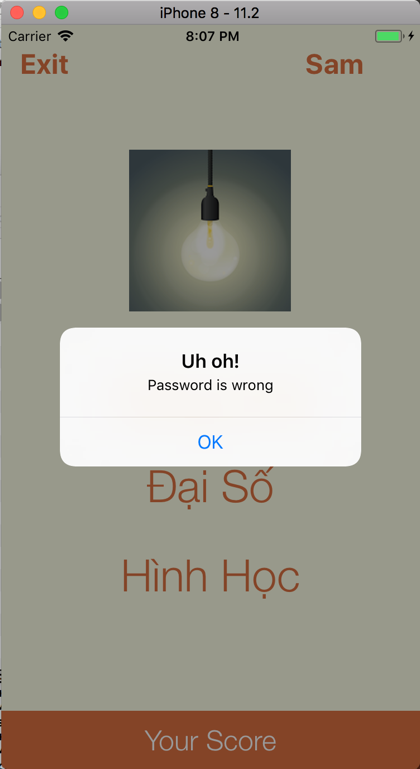 iPhone 8 - 11.2
Carrier 8:07 PM
Exit Sam
Uh oh!
Password is wrong
OK
Đại Số
Hình Học
Your Score